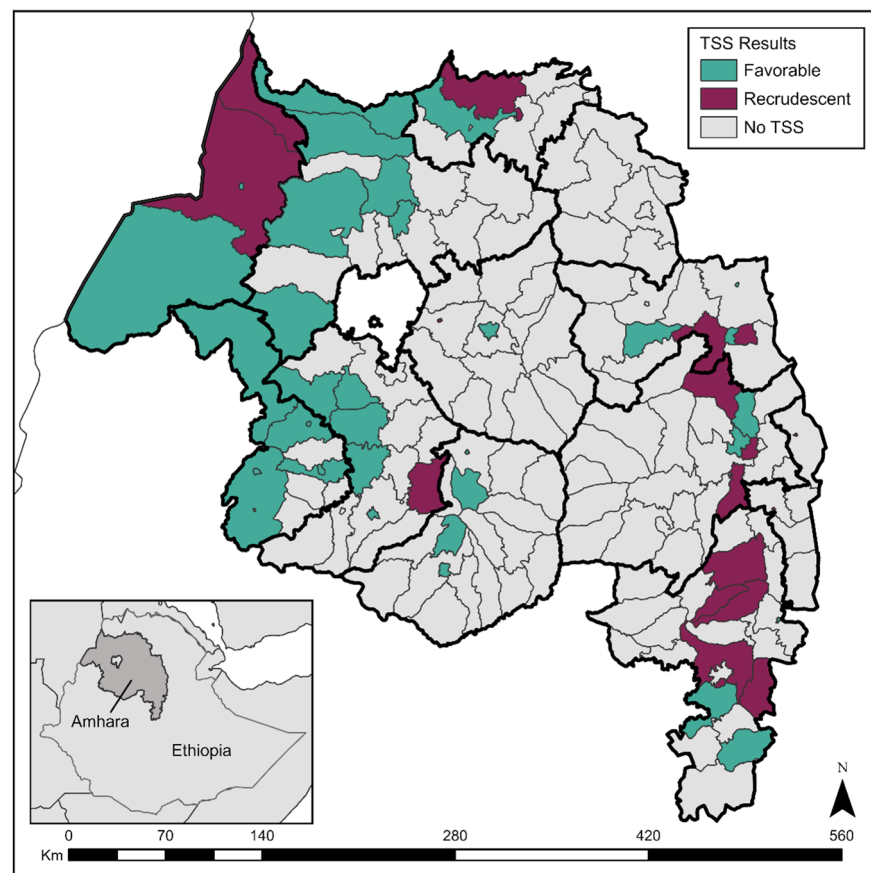 TSS Results
Favorable
Recrudescent
No TSS
Amhara
Ethiopia
N
0 70 140 280 420 560
Km